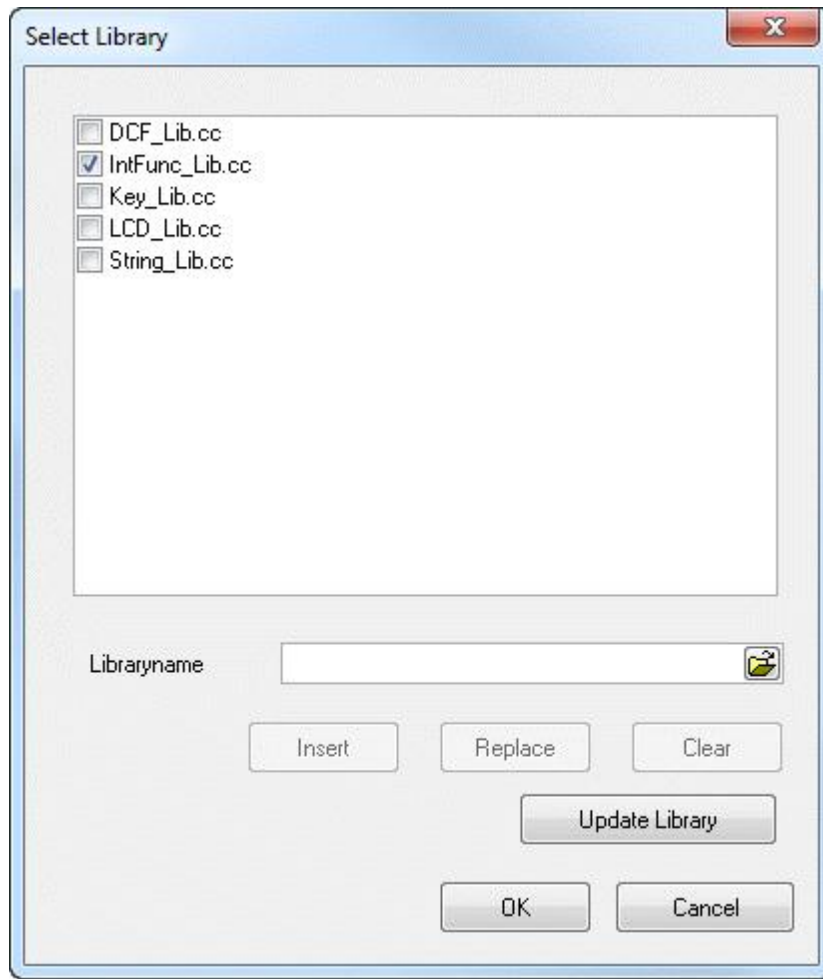 Select Library
DCF_Lib.cc
IntFunc_Lib.cc
Key_Lib.cc
LCD_Lib.cc
String_Lib.cc
Libraryname
Insert Replace Clear
Update Library
OK Cancel